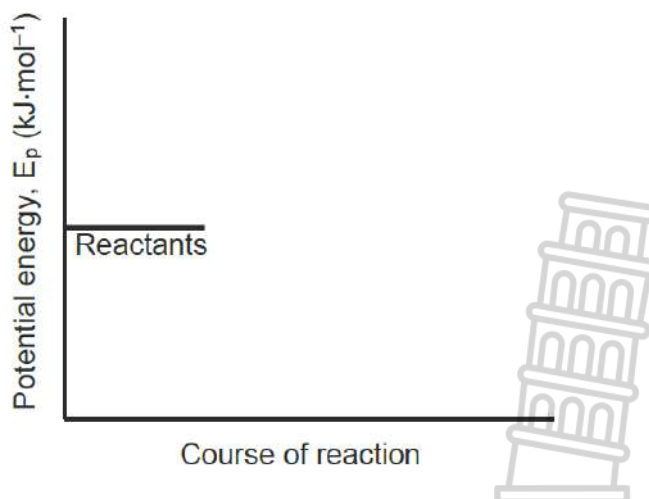 Potential energy, Eₚ (kJ·mol⁻¹)
Reactants
Course of reaction